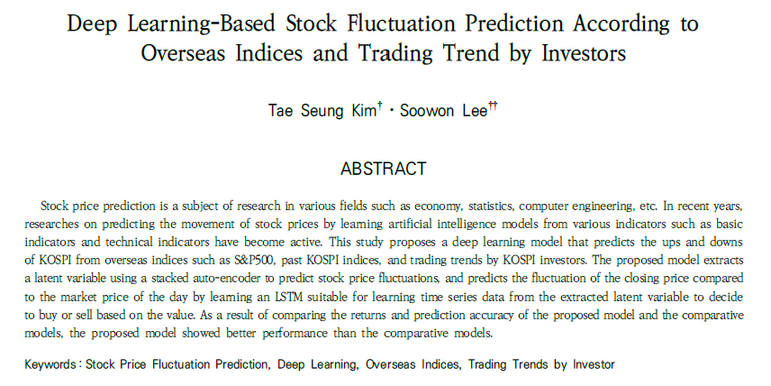 Deep Learning-Based Stock Fluctuation Prediction According to
Overseas Indices and Trading Trend by Investors
Tae Seung Kim† · Soowon Lee††
ABSTRACT
Stock price prediction is a subject of research in various fields such as economy, statistics, computer engineering, etc. In recent years,
researches on predicting the movement of stock prices by learning artificial intelligence models from various indicators such as basic
indicators and technical indicators have become active. This study proposes a deep learning model that predicts the ups and downs
of KOSPI from overseas indices such as S&P500, past KOSPI indices, and trading trends by KOSPI investors. The proposed model extracts
a latent variable using a stacked auto-encoder to predict stock price fluctuations, and predicts the fluctuation of the closing price compared
to the market price of the day by learning an LSTM suitable for learning time series data from the extracted latent variable to decide
to buy or sell based on the value. As a result of comparing the returns and prediction accuracy of the proposed model and the comparative
models, the proposed model showed better performance than the comparative models.
Keywords : Stock Price Fluctuation Prediction, Deep Learning, Overseas Indices, Trading Trends by Investor